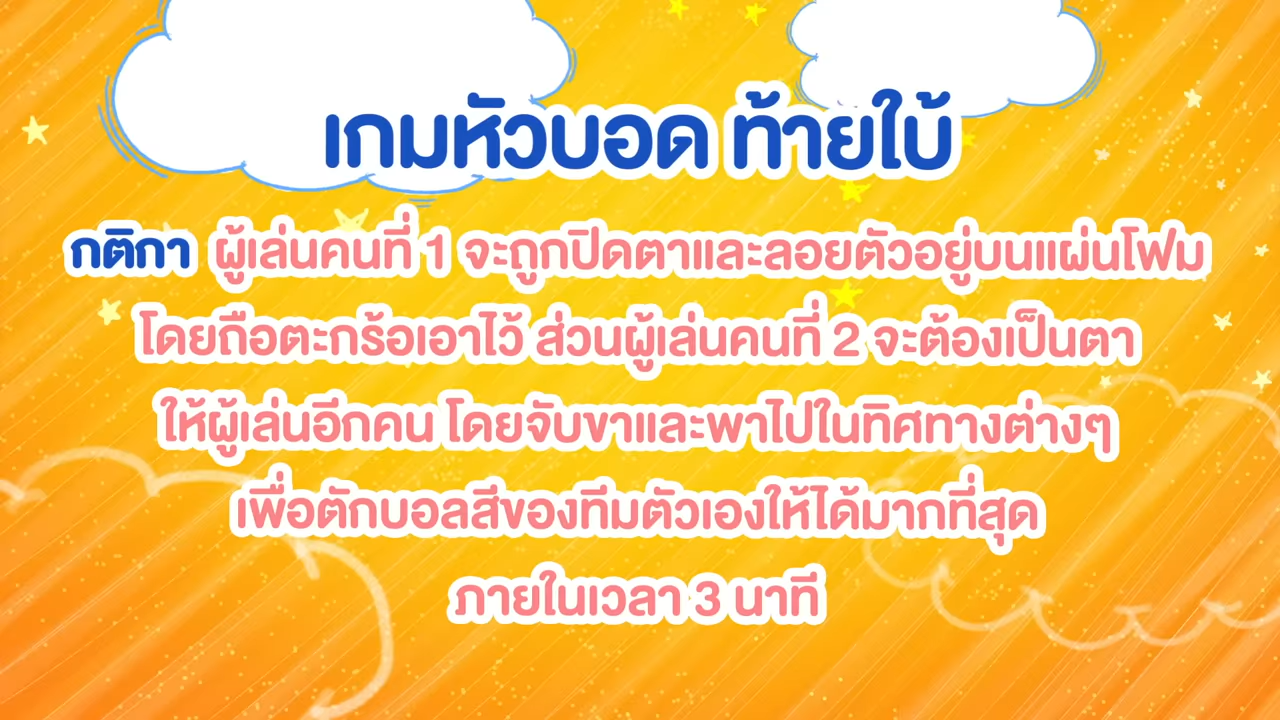 เกมหัวบอด ท้ายใบ้
กติกา ผู้เล่นคนที่ 1 จะถูกปิดตาและลอยตัวอยู่บนแผ่นโฟม
โดยถือตะกร้อเอาไว้ ส่วนผู้เล่นคนที่ 2 จะต้องเป็นตา
ให้ผู้เล่นอีกคน โดยจับขาและพาไปในทิศทางต่างๆ
เพื่อตักบอลสีของทีมตัวเองให้ได้มากที่สุด
ภายในเวลา 3 นาที